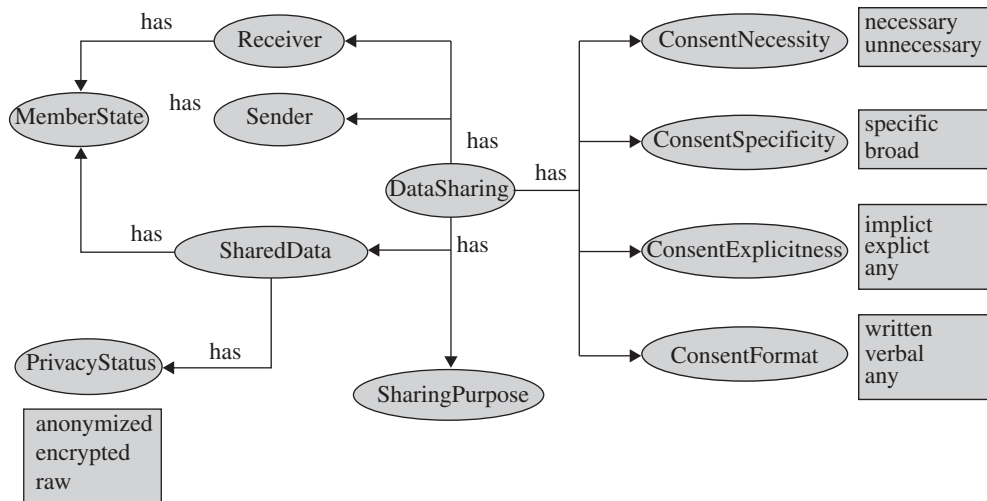 has
Receiver
ConsentNecessity
necessary
unnecessary
MemberState
has
Sender
has
ConsentSpecificity
specific
broad
DataSharing
has
has
SharedData
has
ConsentExplicitness
implict
explict
any
PrivacyStatus
has
SharingPurpose
ConsentFormat
written
verbal
any
anonymized
encrypted
raw